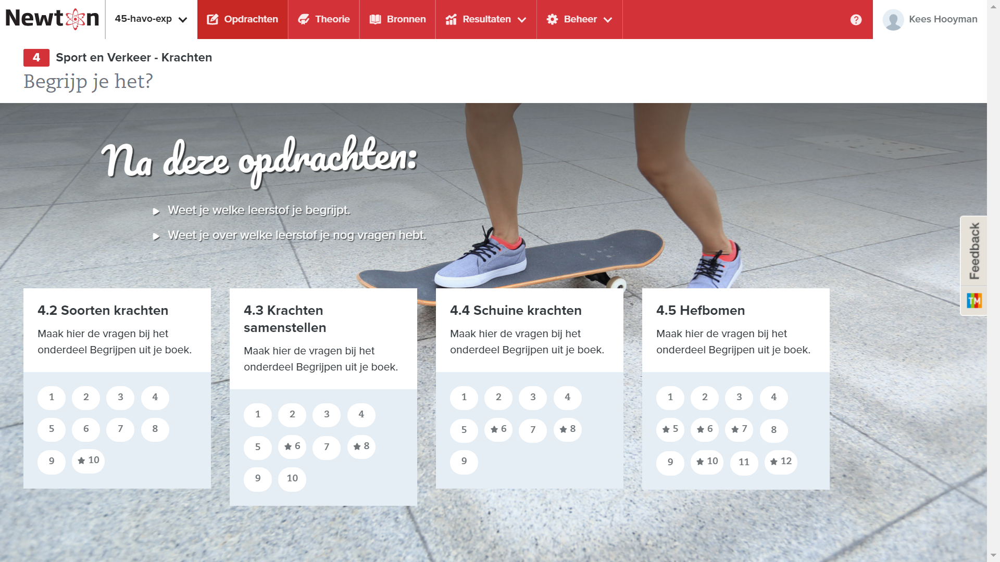 Newton
45-havo-exp
Opdrachten
Theorie
Bronnen
Resultaten
Beheer
?
Kees Hooyman
4 Sport en Verkeer - Krachten
Begrijp je het?
Na deze opdrachten:
Weet je welke leerstof je begrijpt.
Weet je over welke leerstof je nog vragen hebt.
Feedback
TM
4.2 Soorten krachten
Maak hier de vragen bij het
onderdeel Begrijpen uit je boek.
1 2 3 4
5 6 7 8
9 ★ 10
4.3 Krachten
samenstellen
Maak hier de vragen bij het
onderdeel Begrijpen uit je boek.
1 2 3 4
5 ★ 6 7 ★ 8
9 10
4.4 Schuine krachten
Maak hier de vragen bij het
onderdeel Begrijpen uit je boek.
1 2 3 4
5 ★ 6 7 ★ 8
9
4.5 Hefbomen
Maak hier de vragen bij het
onderdeel Begrijpen uit je boek.
1 2 3 4
★ 5 ★ 6 ★ 7 8
9 ★ 10 11 ★ 12